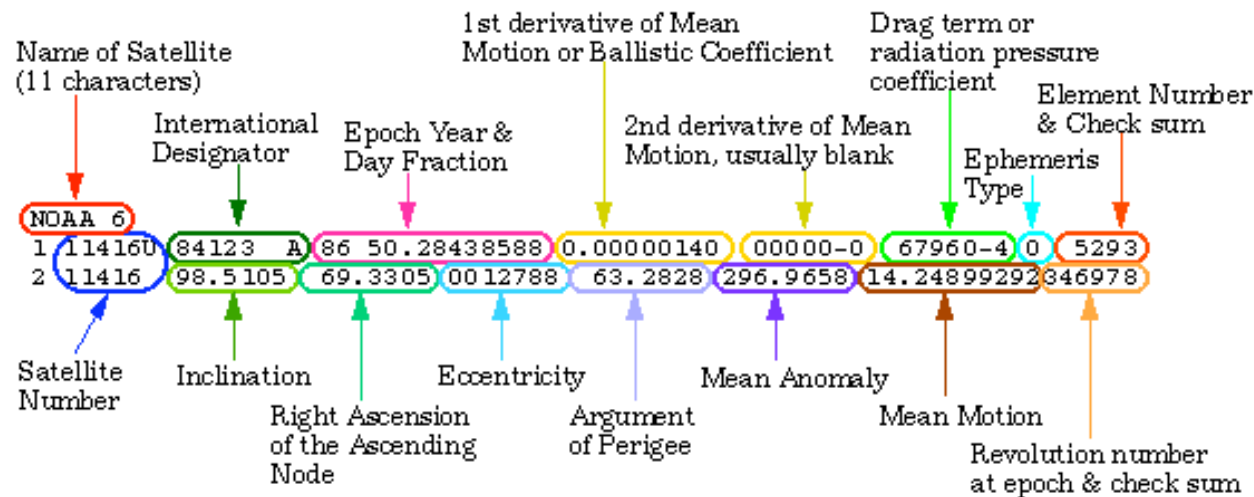 Name of Satellite
(11 characters)
International
Designator
Epoch Year &
Day Fraction
1st derivative of Mean
Motion or Ballistic Coefficient
2nd derivative of Mean
Motion, usually blank
Drag term or
radiation pressure
coefficient
Ephemeris
Type
Element Number
& Check sum
NOAA 6
1 11416U 84123 A 86 50.28438588 0.00000140 00000-0 67960-4 0 5293
2 11416 98.5105 69.3305 0012788 63.2828 296.9658 14.24899292 346978
Satellite
Number
Inclination
Right Ascension
of the Ascending
Node
Eccentricity
Argument
of Perigee
Mean Anomaly
Mean Motion
Revolution number
at epoch & check sum